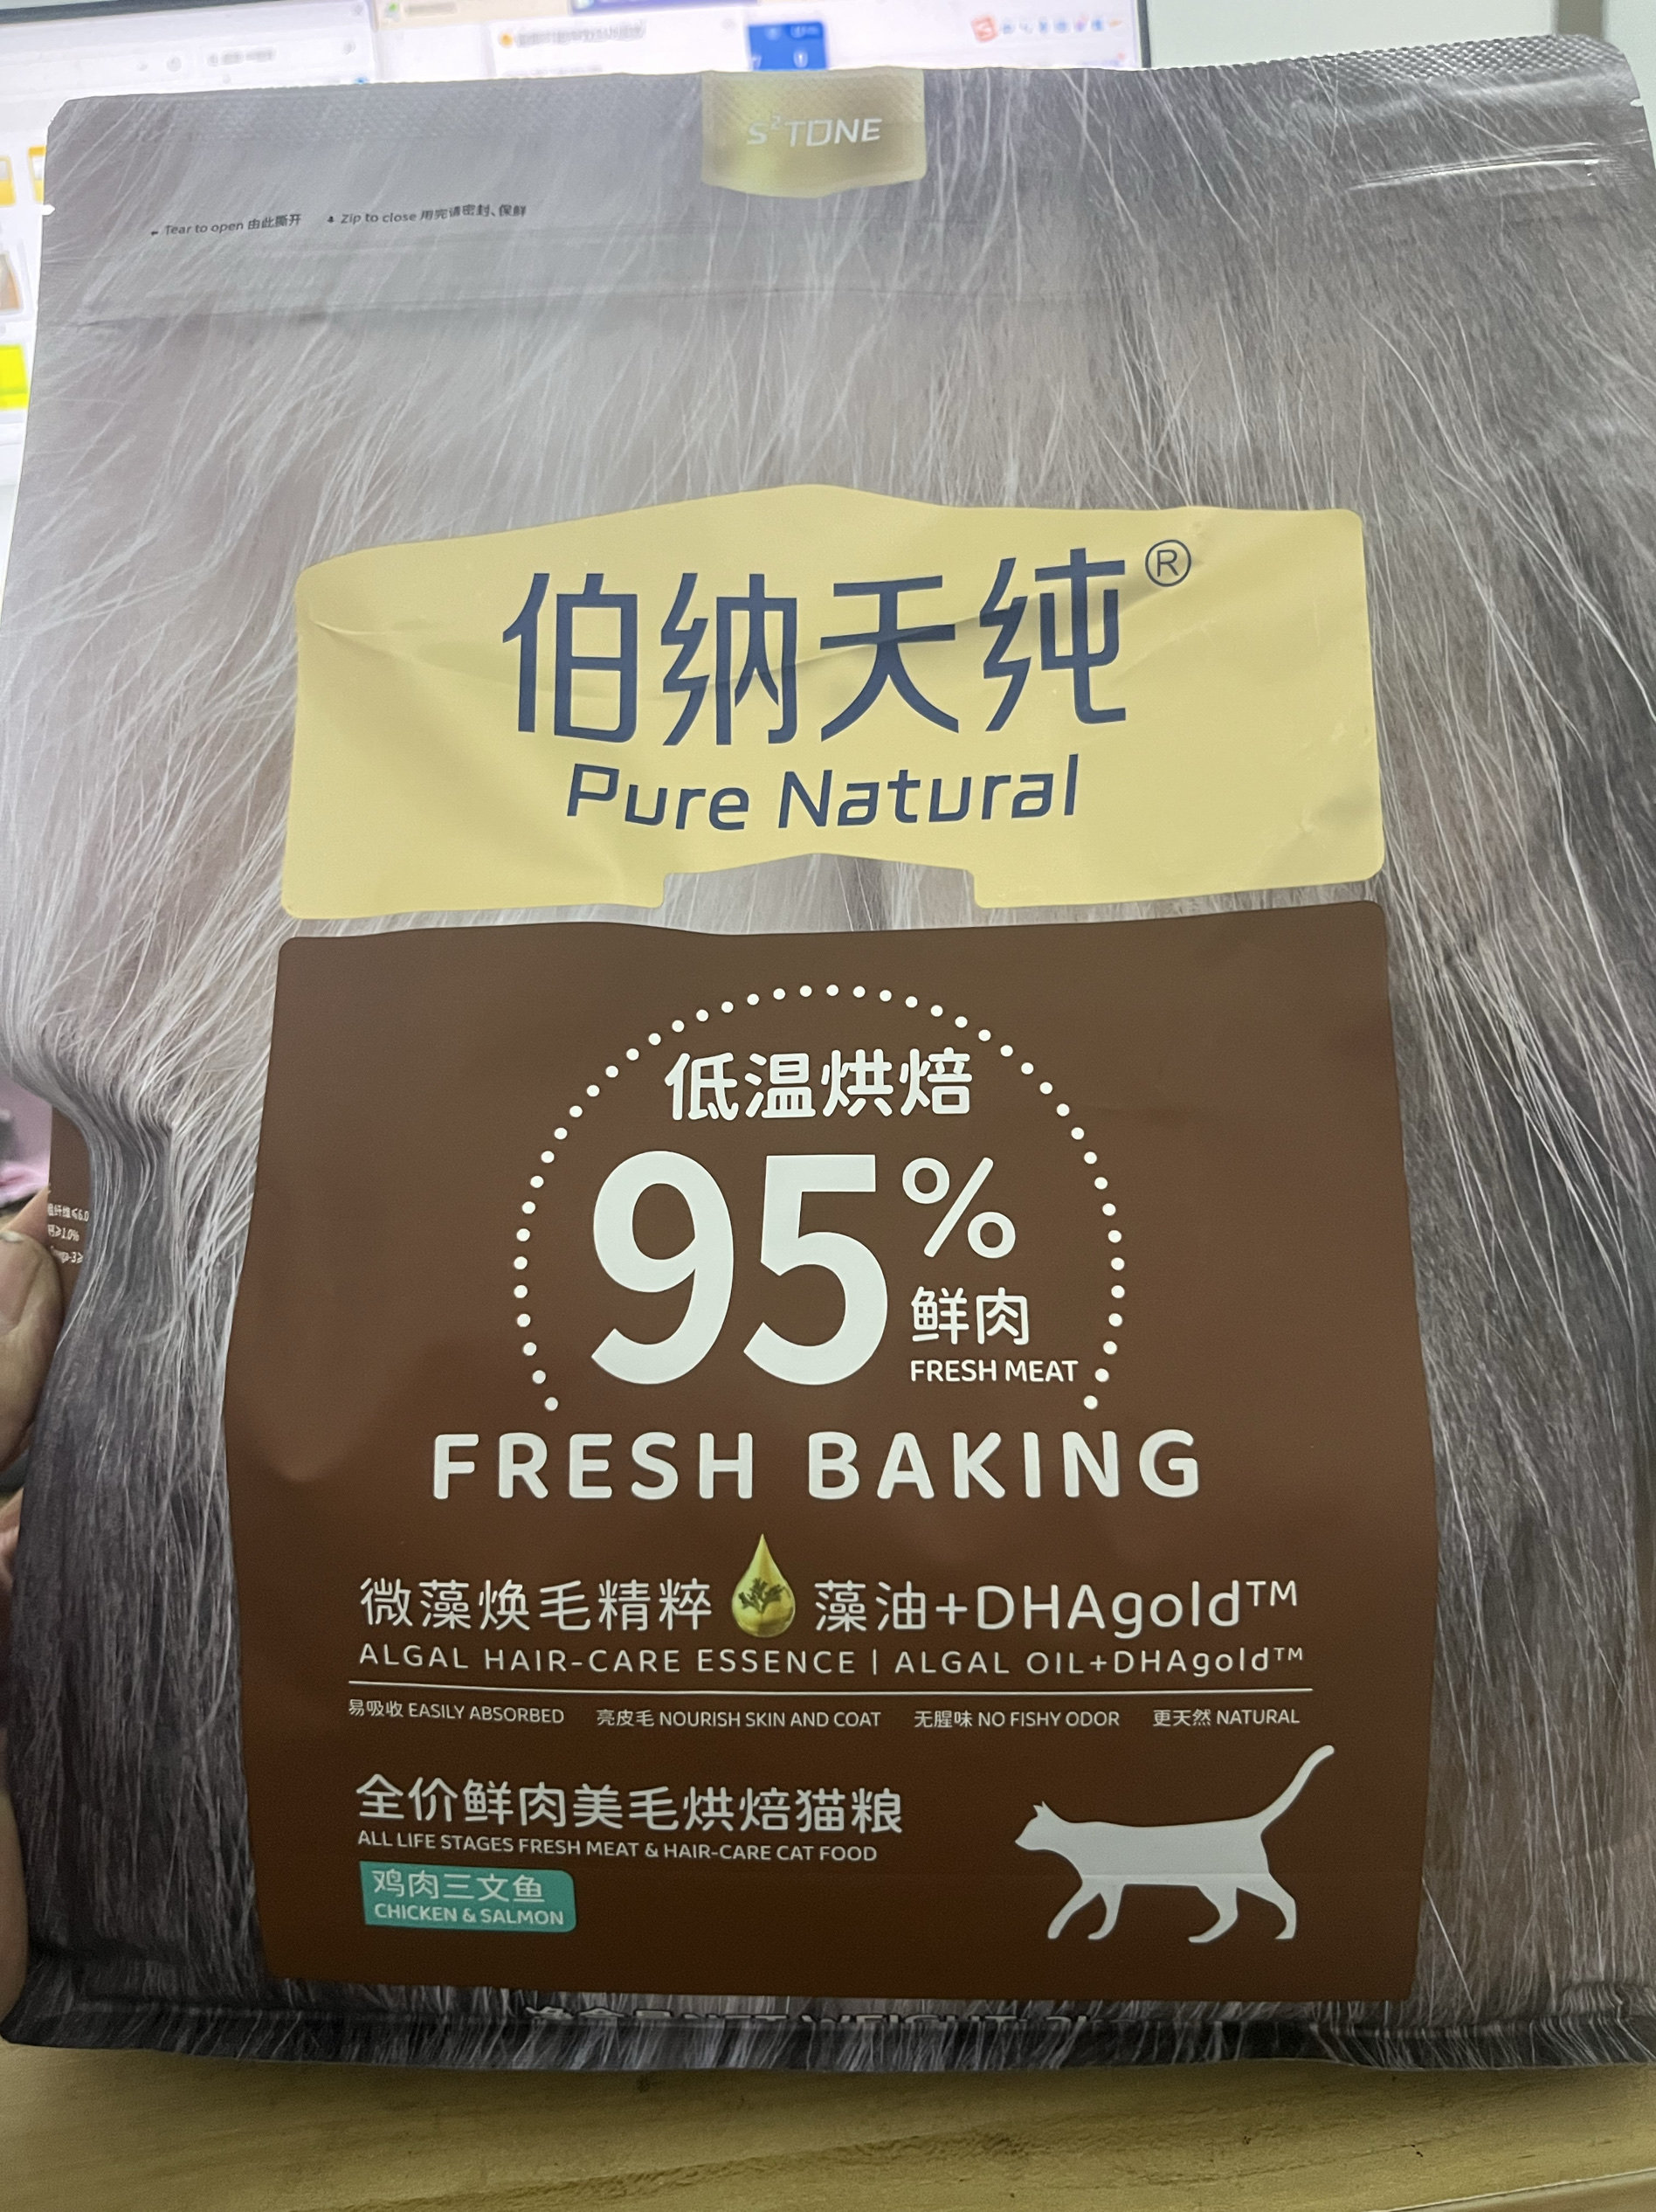 S²TONE
Tear to open 由此撕开 Zip to close 用完请密封、保鲜
伯纳天纯®
Pure Natural
低温烘焙
95%
鲜肉
FRESH MEAT
FRESH BAKING
微藻焕毛精粹 藻油+DHAgold™
ALGAL HAIR-CARE ESSENCE | ALGAL OIL+DHAgold™
易吸收 EASILY ABSORBED 亮皮毛 NOURISH SKIN AND COAT 无腥味 NO FISHY ODOR 更天然 NATURAL
全价鲜肉美毛烘焙猫粮
ALL LIFE STAGES FRESH MEAT & HAIR-CARE CAT FOOD
鸡肉三文鱼
CHICKEN & SALMON